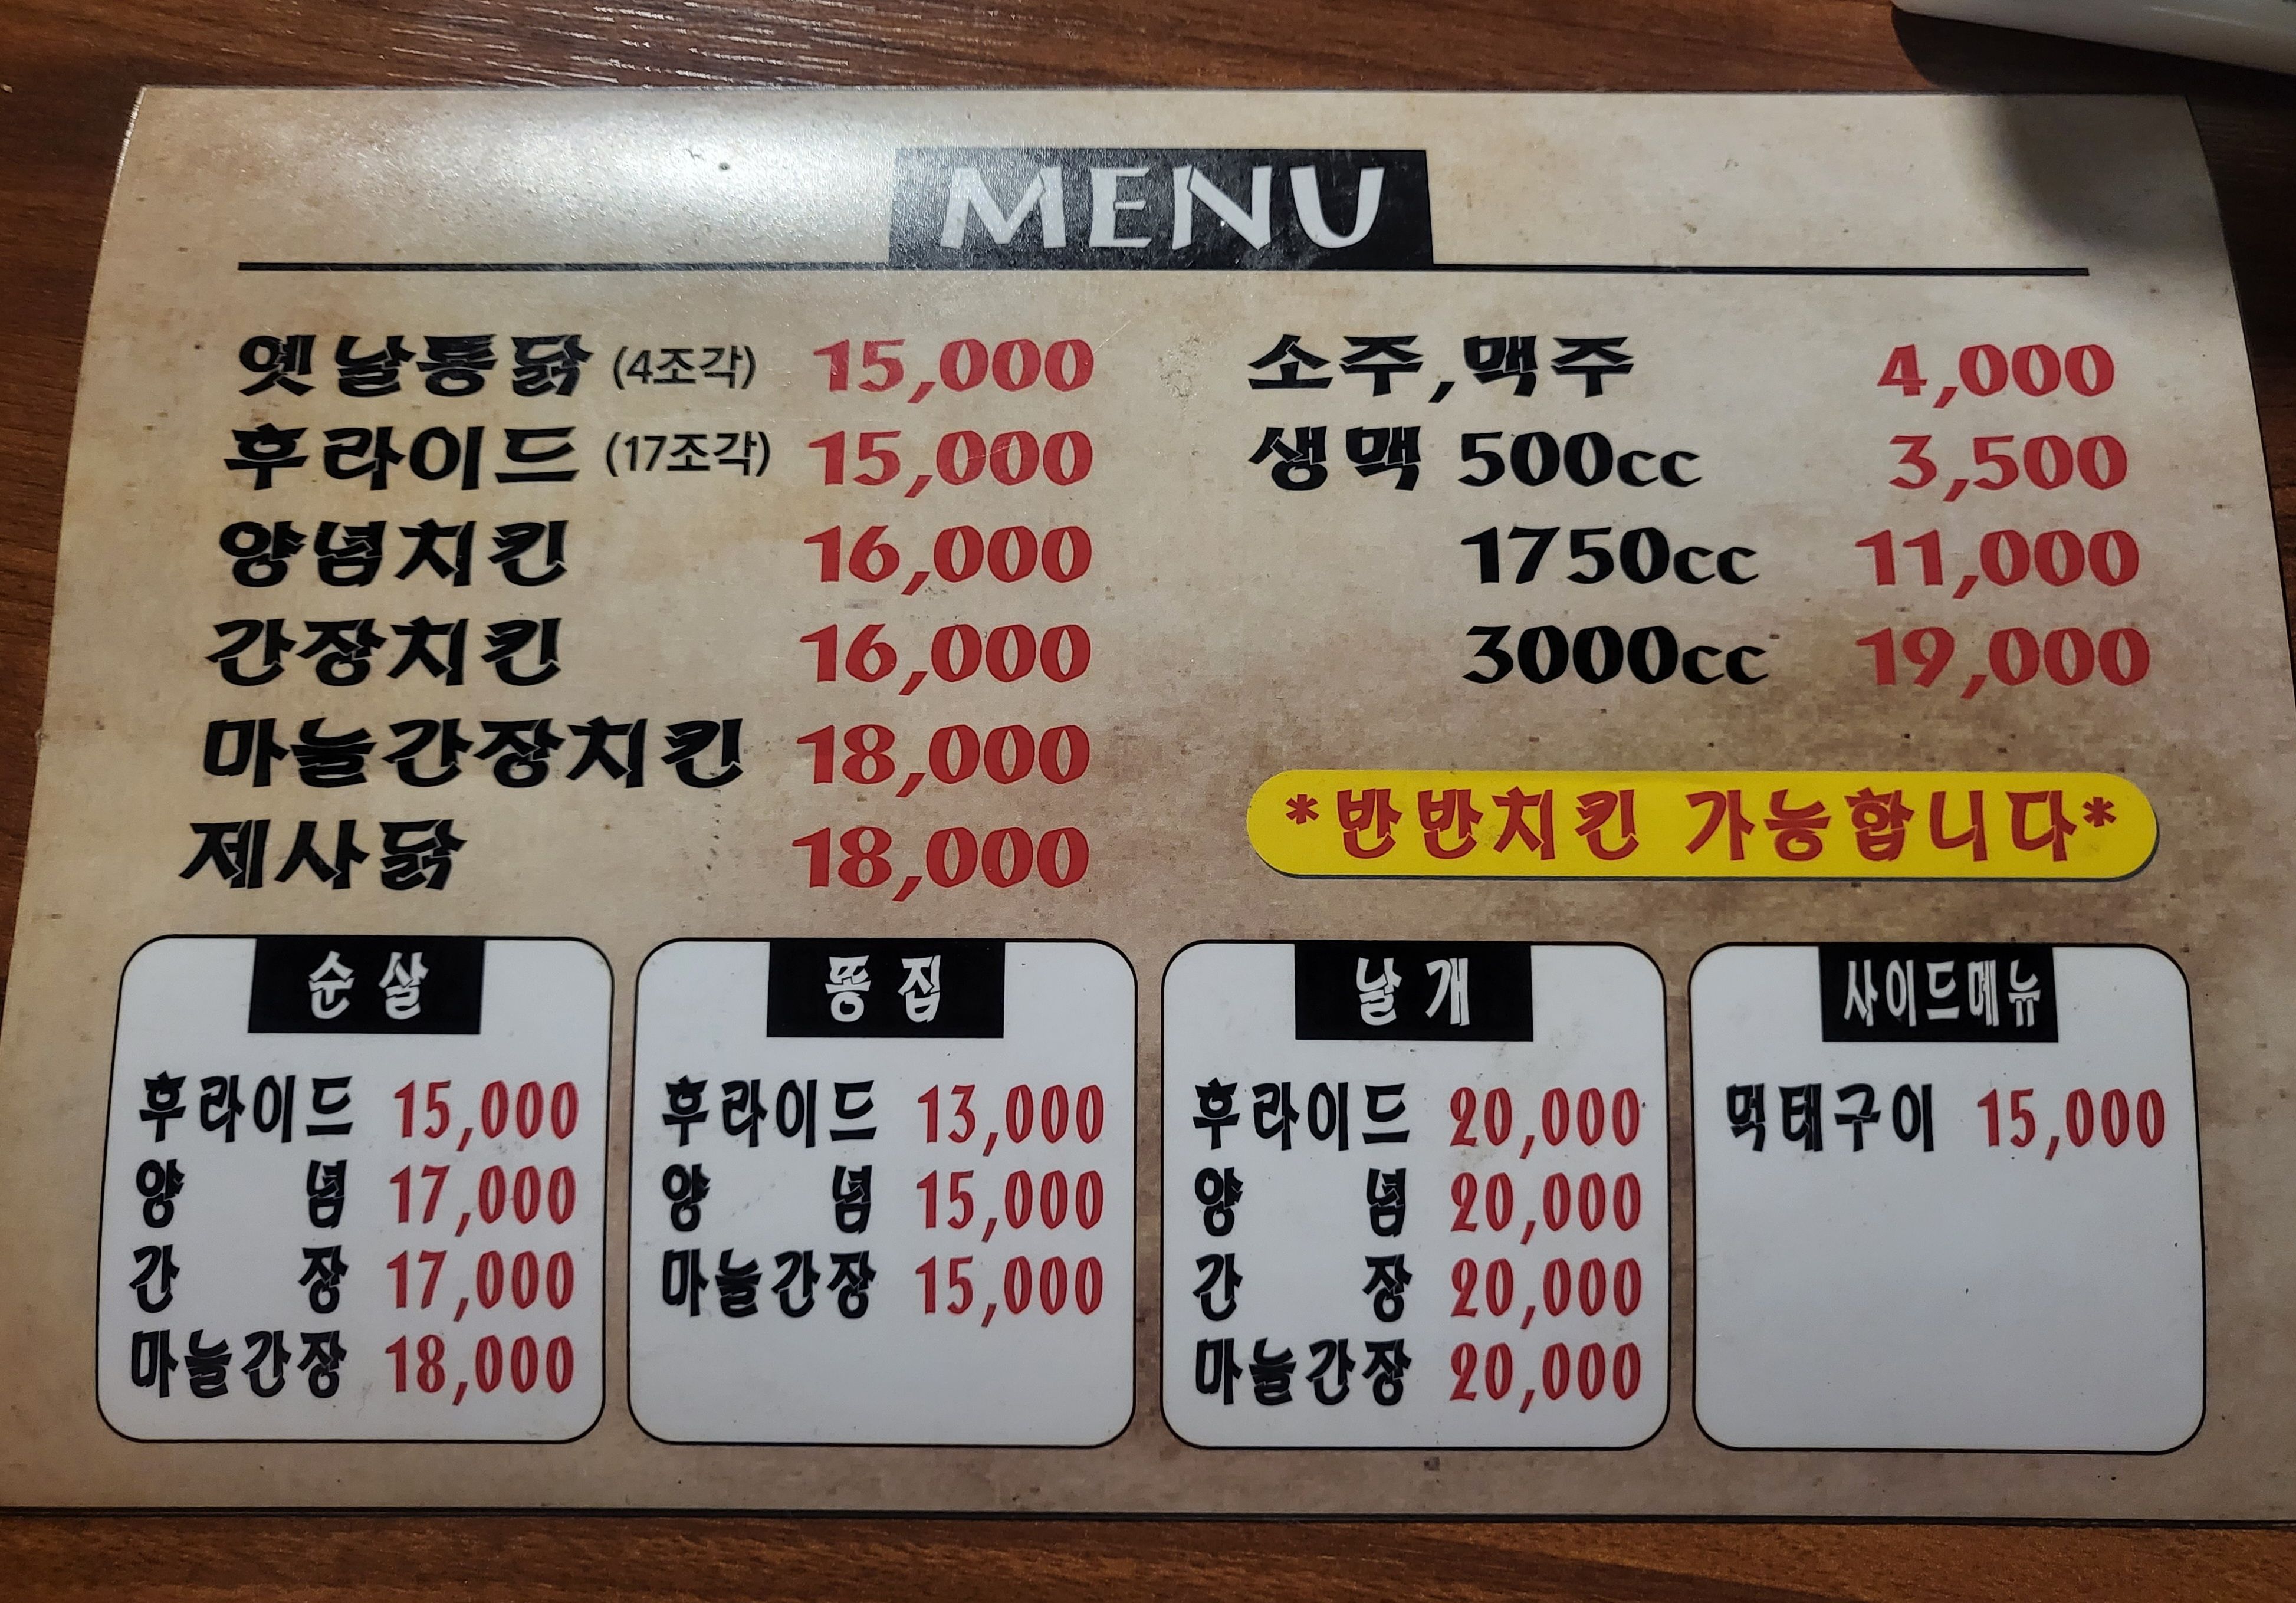 MENU
옛날통닭 (4조각) 15,000
후라이드 (17조각) 15,000
양념치킨 16,000
간장치킨 16,000
마늘간장치킨 18,000
제사닭 18,000
소주,맥주 4,000
생맥 500cc 3,500
1750cc 11,000
3000cc 19,000
*반반치킨 가능합니다*
순살
후라이드 15,000
양념 17,000
간장 17,000
마늘간장 18,000
똥집
후라이드 13,000
양념 15,000
마늘간장 15,000
날개
후라이드 20,000
양념 20,000
간장 20,000
마늘간장 20,000
사이드메뉴
먹태구이 15,000